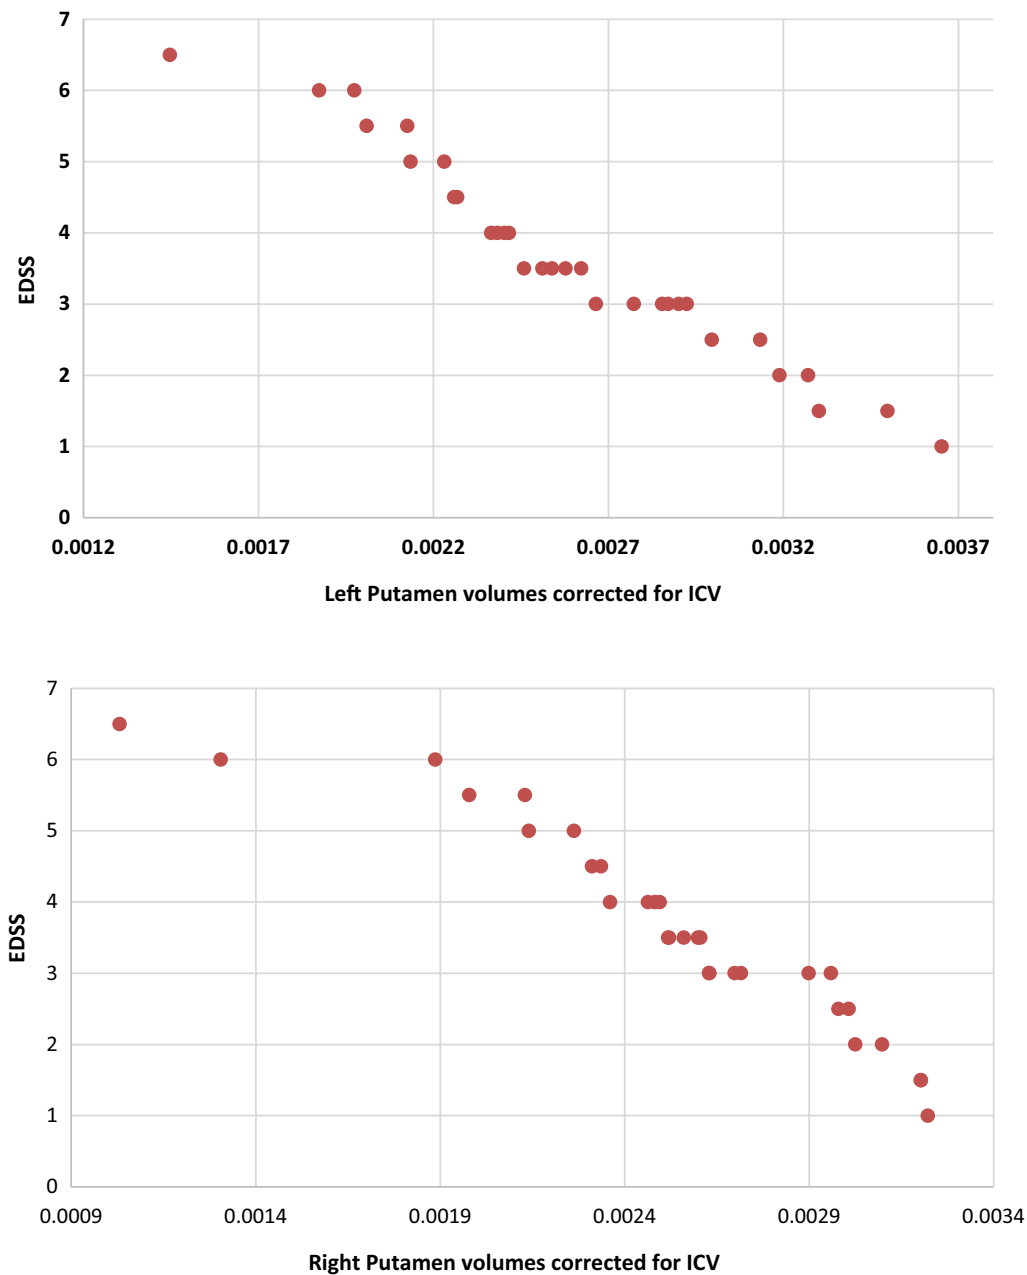 7
6
5
4
3
2
1
0
EDSS
0.0012 0.0017 0.0022 0.0027 0.0032 0.0037
Left Putamen volumes corrected for ICV
7
6
5
4
3
2
1
0
EDSS
0.0009 0.0014 0.0019 0.0024 0.0029 0.0034
Right Putamen volumes corrected for ICV